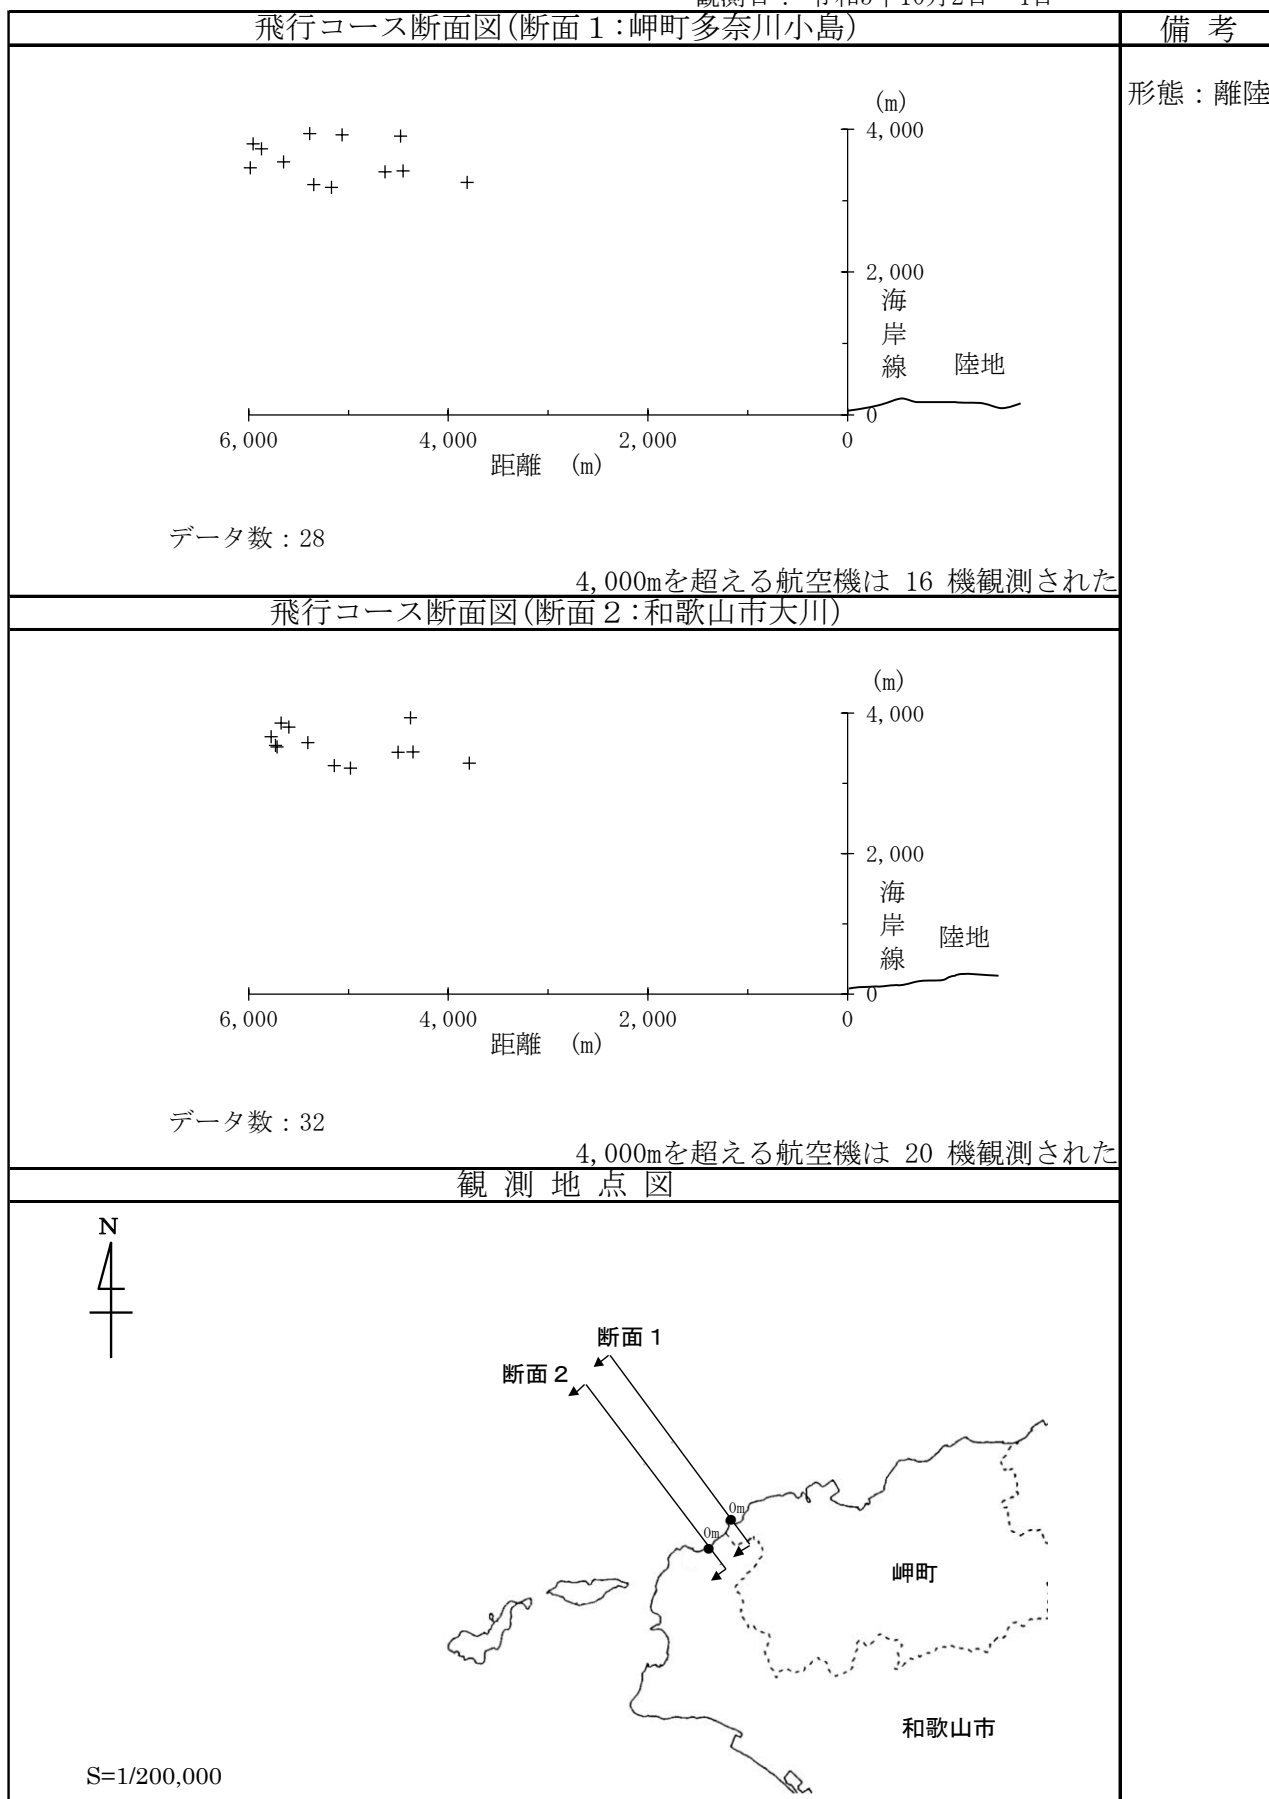 飛行コース断面図(断面1:岬町多奈川小島)
備 考
形態:離陸
(m)
4,000
2,000
海岸線
陸地
0
6,000 4,000 2,000 0
距離 (m)
データ数:28
4,000mを超える航空機は 16 機観測された
飛行コース断面図(断面2:和歌山市大川)
(m)
4,000
2,000
海岸線
陸地
0
6,000 4,000 2,000 0
距離 (m)
データ数:32
4,000mを超える航空機は 20 機観測された
観 測 地 点 図
N
断面1
断面2
0m
0m
岬町
和歌山市
S=1/200,000